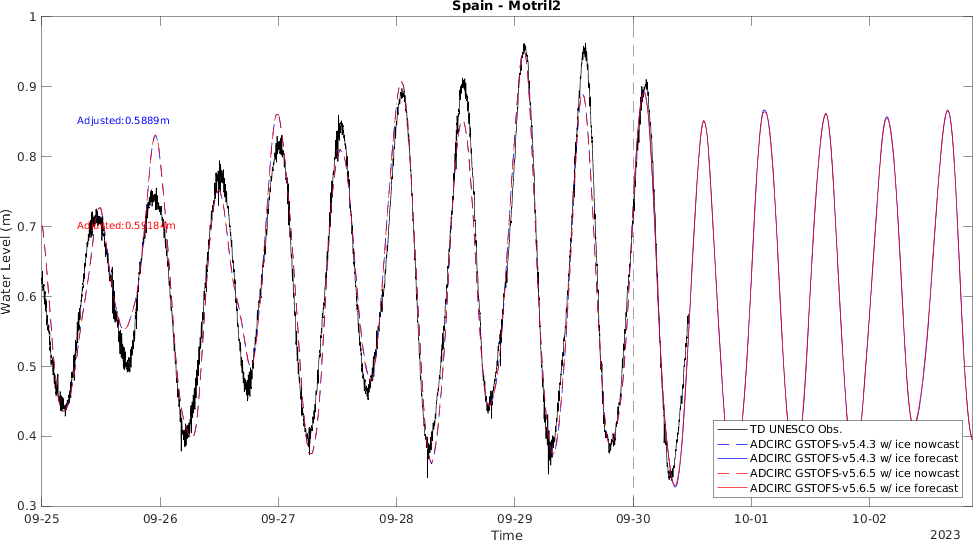 Spain - Motril2
1
0.9
0.8
0.7
0.6
0.5
0.4
0.3
Water Level (m)
Adjusted:0.5889m
Adjusted:0.59184m
TD UNESCO Obs.
ADCIRC GSTOFS-v5.4.3 w/ ice nowcast
ADCIRC GSTOFS-v5.4.3 w/ ice forecast
ADCIRC GSTOFS-v5.6.5 w/ ice nowcast
ADCIRC GSTOFS-v5.6.5 w/ ice forecast
09-25 09-26 09-27 09-28 09-29 09-30 10-01 10-02
Time
2023